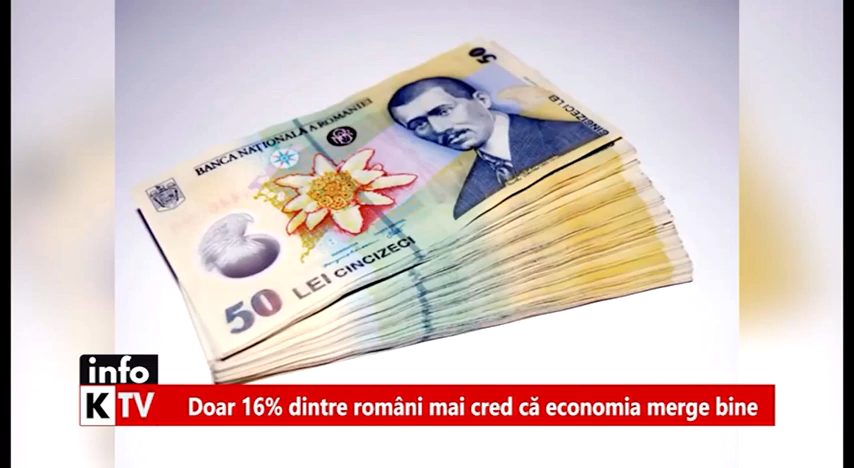 50
BANCA NAȚIONALĂ A ROMÂNIEI
CINCIZECI LEI
50 LEI CINCIZECI
info
K TV
Doar 16% dintre români mai cred că economia merge bine